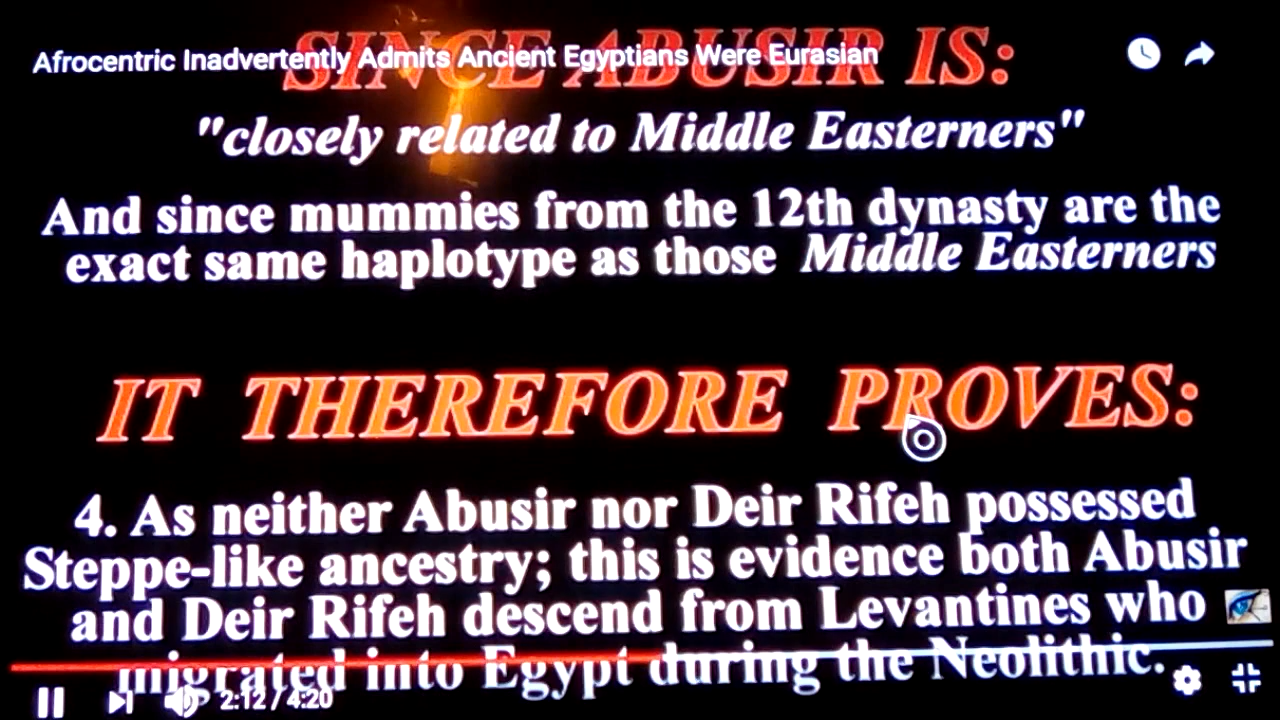 Afrocentric Inadvertently Admits Ancient Egyptians Were Eurasian
SINCE ABUSIR IS:
"closely related to Middle Easterners"
And since mummies from the 12th dynasty are the
exact same haplotype as those Middle Easterners
IT THEREFORE PROVES:
4. As neither Abusir nor Deir Rifeh possessed
Steppe-like ancestry; this is evidence both Abusir
and Deir Rifeh descend from Levantines who
migrated into Egypt during the Neolithic.
2:12 / 4:20